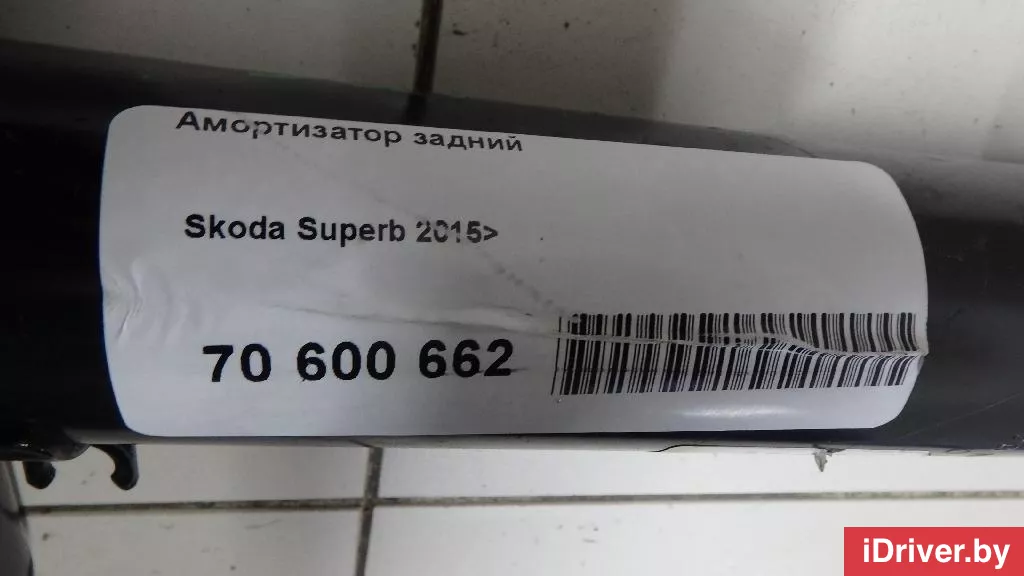 Амортизатор задний
Skoda Superb 2015>
70 600 662
iDriver.by